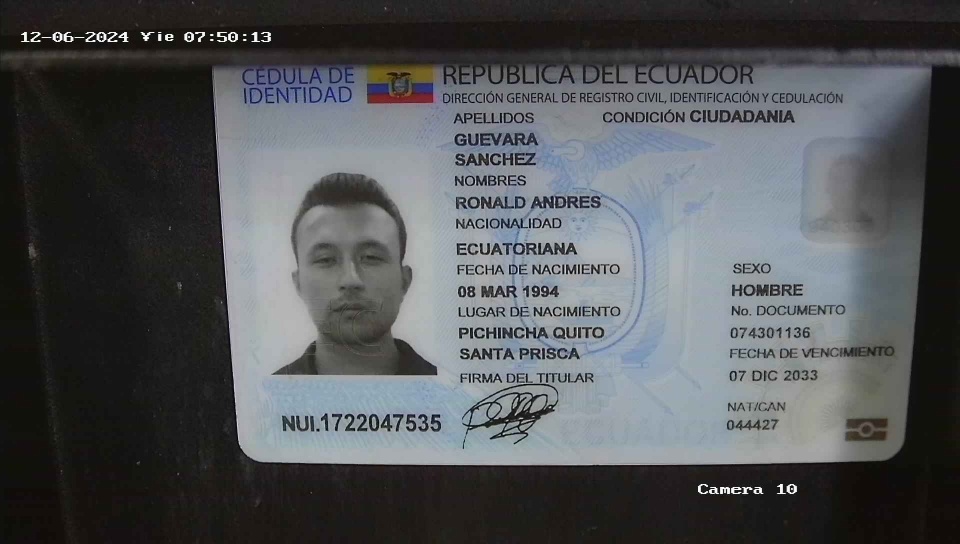 12-06-2024 Vie 07:50:13
CÉDULA DE IDENTIDAD
REPÚBLICA DEL ECUADOR
DIRECCIÓN GENERAL DE REGISTRO CIVIL, IDENTIFICACIÓN Y CEDULACIÓN
APELLIDOS
CONDICIÓN CIUDADANIA
GUEVARA
SANCHEZ
NOMBRES
RONALD ANDRES
NACIONALIDAD
ECUATORIANA
FECHA DE NACIMIENTO
08 MAR 1994
LUGAR DE NACIMIENTO
PICHINCHA QUITO
SANTA PRISCA
FIRMA DEL TITULAR
SEXO
HOMBRE
No. DOCUMENTO
074301136
FECHA DE VENCIMIENTO
07 DIC 2033
NAT/CAN
044427
NUI.1722047535
Camera 10